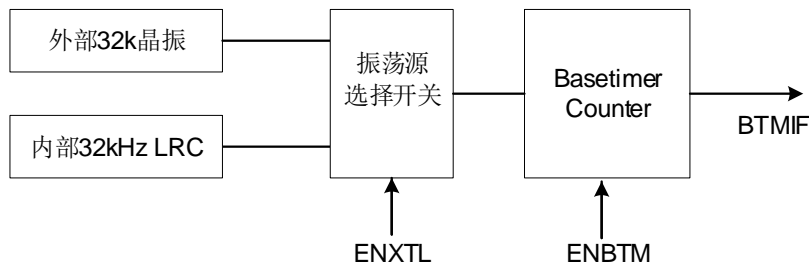 外部32k晶振
内部32kHz LRC
振荡源
选择开关
Basetimer
Counter
BTMIF
ENXTL
ENBTM